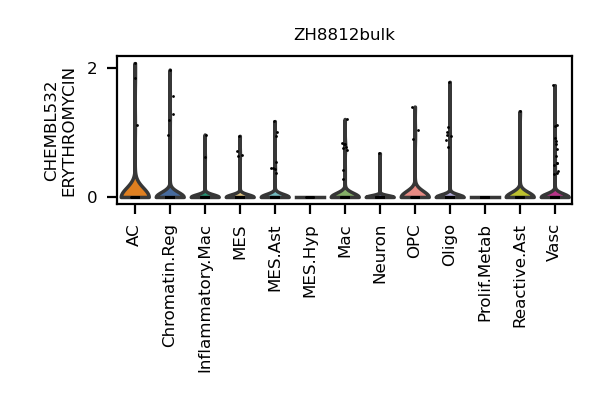 ZH8812bulk
CHEMBL532
ERYTHROMYCIN
2
0
AC
Chromatin.Reg
Inflammatory.Mac
MES
MES.Ast
MES.Hyp
Mac
Neuron
OPC
Oligo
Prolif.Metab
Reactive.Ast
Vasc